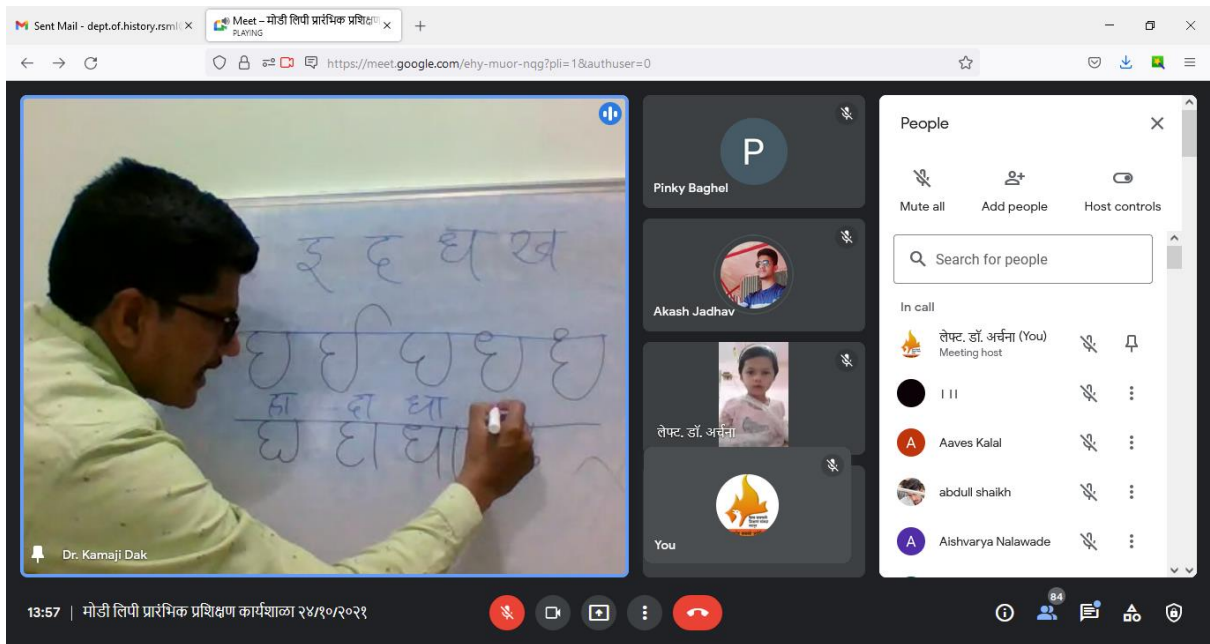 Sent Mail - dept.of.history.rsml
Meet – मोडी लिपी प्रारंभिक प्रशिक्षण
PLAYING
https://meet.google.com/ehy-muor-nqg?pli=1&authuser=0
इ द्द ध ख
हा दा धा
Dr. Kamaji Dak
P
Pinky Baghel
Akash Jadhav
लेफ्ट. डॉ. अर्चना
You
People
Mute all Add people Host controls
Search for people
In call
लेफ्ट. डॉ. अर्चना (You)
Meeting host
I II
A Aaves Kalal
abdull shaikh
A Aishvarya Nalawade
13:57 | मोडी लिपी प्रारंभिक प्रशिक्षण कार्यशाळा २४/१०/२०२१
84